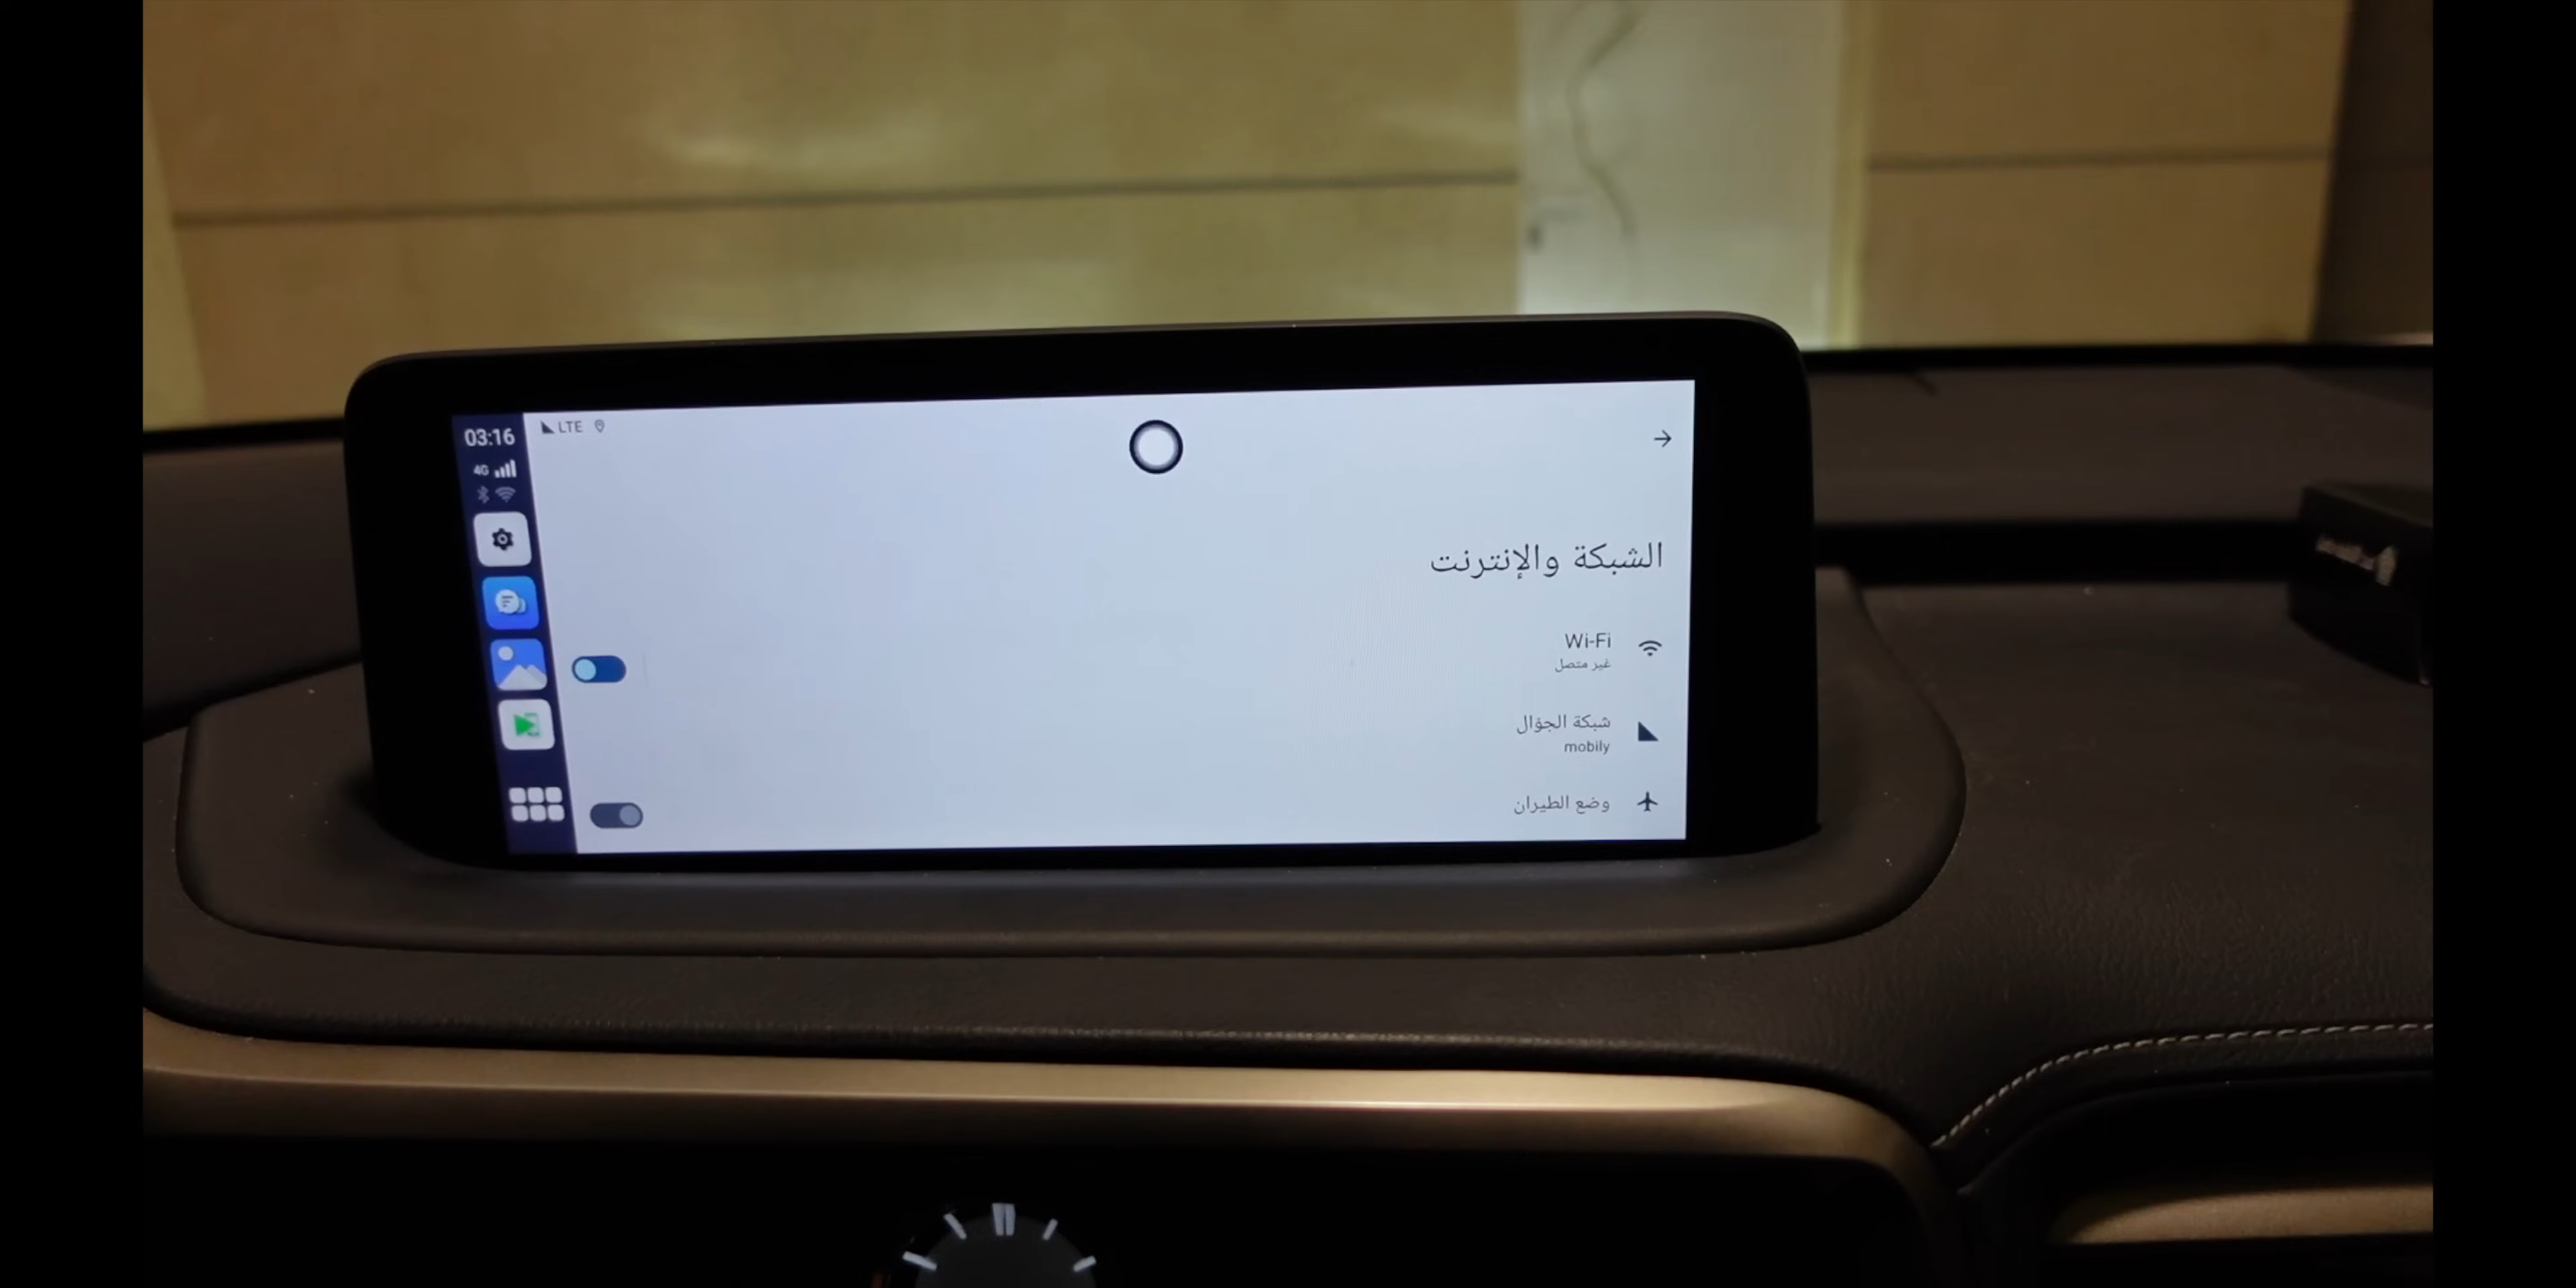 03:16
4G
LTE
الشبكة والإنترنت
Wi-Fi
غير متصل
شبكة الجوّال
mobily
وضع الطيران